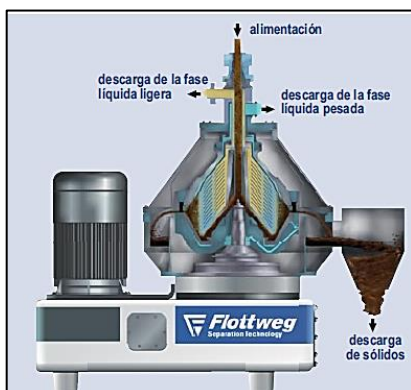 alimentación
descarga de la fase
líquida ligera
descarga de la fase
líquida pesada
Flottweg
Separation Technology
descarga
de sólidos